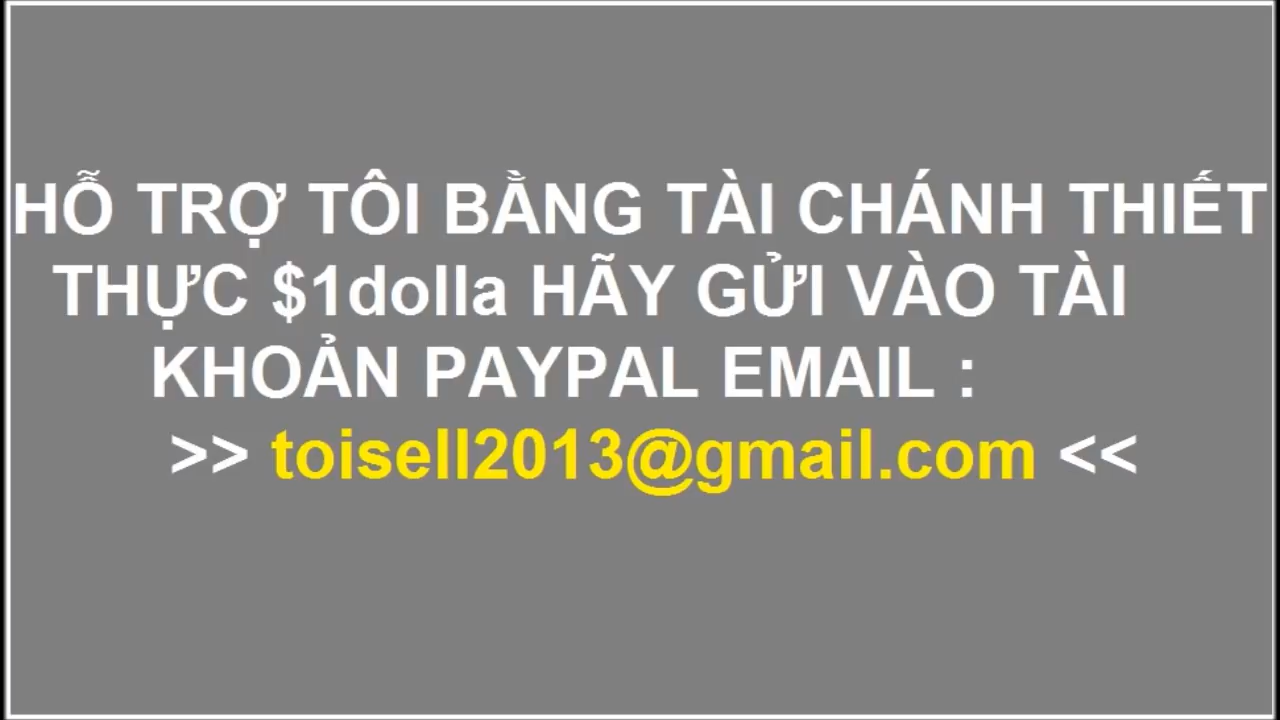 HỖ TRỢ TÔI BẰNG TÀI CHÁNH THIẾT
THỰC $1dolla HÃY GỬI VÀO TÀI
KHOẢN PAYPAL EMAIL :
>> toisell2013@gmail.com <<